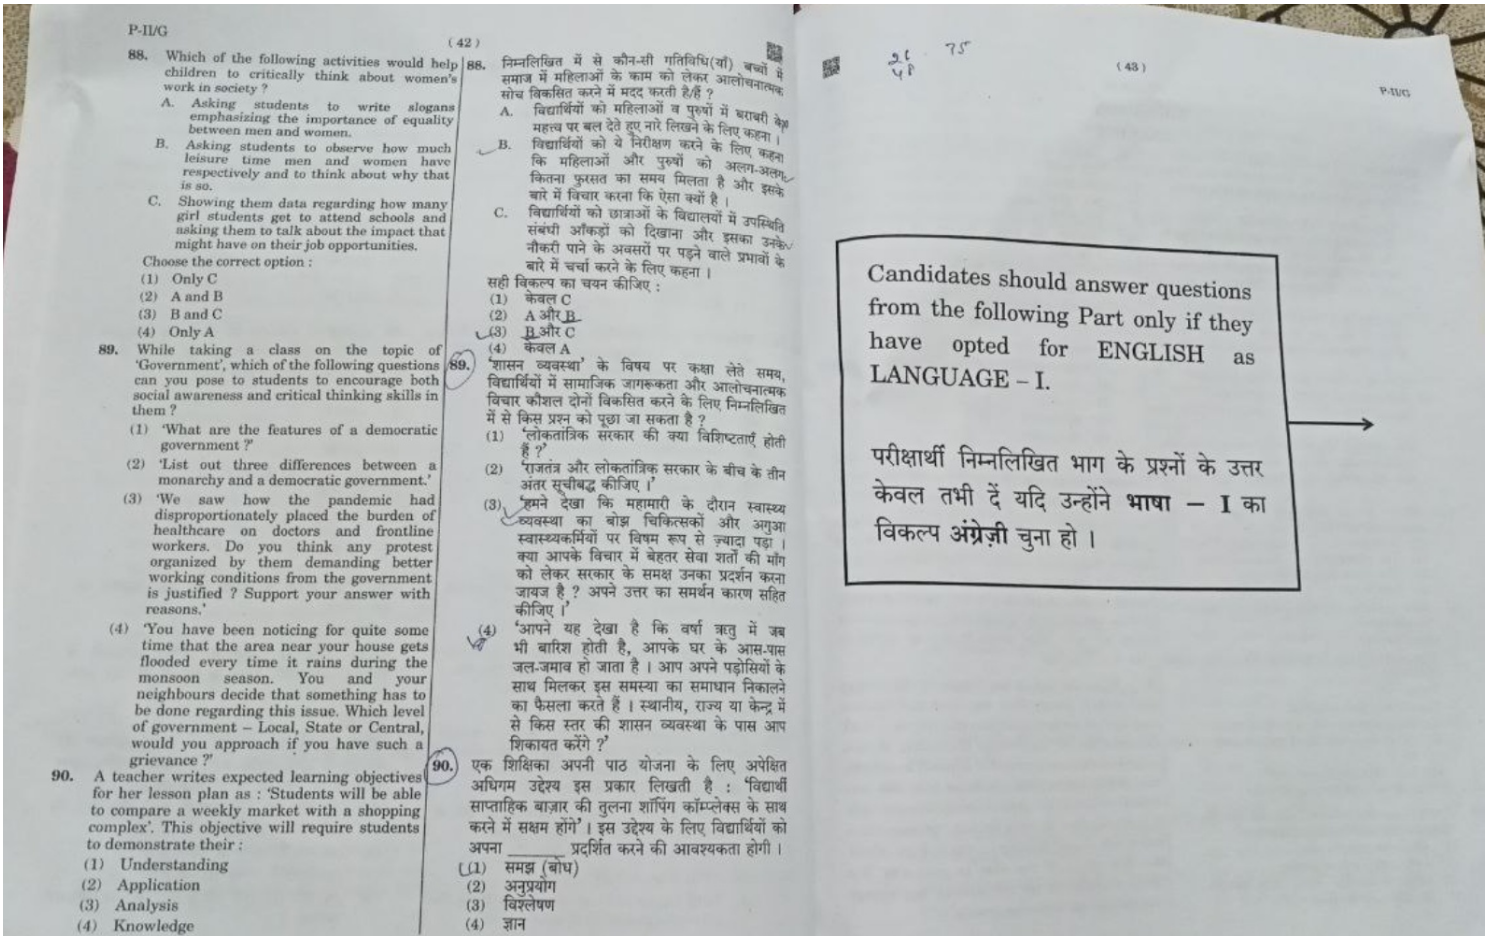 P-II/G
( 42 )
88. Which of the following activities would help
children to critically think about women's
work in society ?
A. Asking students to write slogans
emphasizing the importance of equality
between men and women.
B. Asking students to observe how much
leisure time men and women have
respectively and to think about why that
is so.
C. Showing them data regarding how many
girl students get to attend schools and
asking them to talk about the impact that
might have on their job opportunities.
Choose the correct option :
(1) Only C
(2) A and B
(3) B and C
(4) Only A
89. While taking a class on the topic of
'Government', which of the following questions
can you pose to students to encourage both
social awareness and critical thinking skills in
them ?
(1) 'What are the features of a democratic
government ?'
(2) 'List out three differences between a
monarchy and a democratic government.'
(3) 'We saw how the pandemic had
disproportionately placed the burden of
healthcare on doctors and frontline
workers. Do you think any protest
organized by them demanding better
working conditions from the government
is justified ? Support your answer with
reasons.'
(4) 'You have been noticing for quite some
time that the area near your house gets
flooded every time it rains during the
monsoon season. You and your
neighbours decide that something has to
be done regarding this issue. Which level
of government – Local, State or Central,
would you approach if you have such a
grievance ?'
90. A teacher writes expected learning objectives
for her lesson plan as : 'Students will be able
to compare a weekly market with a shopping
complex'. This objective will require students
to demonstrate their :
(1) Understanding
(2) Application
(3) Analysis
(4) Knowledge
88. निम्नलिखित में से कौन-सी गतिविधि(याँ) बच्चों में
समाज में महिलाओं के काम को लेकर आलोचनात्मक
सोच विकसित करने में मदद करती है/हैं ?
A. विद्यार्थियों को महिलाओं व पुरुषों में बराबरी के
महत्त्व पर बल देते हुए नारे लिखने के लिए कहना ।
B. विद्यार्थियों को ये निरीक्षण करने के लिए कहना
कि महिलाओं और पुरुषों को अलग-अलग
कितना फुरसत का समय मिलता है और इसके
बारे में विचार करना कि ऐसा क्यों है ।
C. विद्यार्थियों को छात्राओं के विद्यालयों में उपस्थिति
संबंधी आँकड़ों को दिखाना और इसका उनके
नौकरी पाने के अवसरों पर पड़ने वाले प्रभावों के
बारे में चर्चा करने के लिए कहना ।
सही विकल्प का चयन कीजिए :
(1) केवल C
(2) A और B
(3) B और C
(4) केवल A
89. 'शासन व्यवस्था' के विषय पर कक्षा लेते समय,
विद्यार्थियों में सामाजिक जागरूकता और आलोचनात्मक
विचार कौशल दोनों विकसित करने के लिए निम्नलिखित
में से किस प्रश्न को पूछा जा सकता है ?
(1) 'लोकतांत्रिक सरकार की क्या विशिष्टताएँ होती
हैं ?'
(2) 'राजतंत्र और लोकतांत्रिक सरकार के बीच के तीन
अंतर सूचीबद्ध कीजिए ।'
(3) 'हमने देखा कि महामारी के दौरान स्वास्थ्य
व्यवस्था का बोझ चिकित्सकों और अगुआ
स्वास्थ्यकर्मियों पर विषम रूप से ज़्यादा पड़ा ।
क्या आपके विचार में बेहतर सेवा शर्तों की माँग
को लेकर सरकार के समक्ष उनका प्रदर्शन करना
जायज है ? अपने उत्तर का समर्थन कारण सहित
कीजिए ।'
(4) 'आपने यह देखा है कि वर्षा ऋतु में जब
भी बारिश होती है, आपके घर के आस-पास
जल-जमाव हो जाता है । आप अपने पड़ोसियों के
साथ मिलकर इस समस्या का समाधान निकालने
का फैसला करते हैं । स्थानीय, राज्य या केन्द्र में
से किस स्तर की शासन व्यवस्था के पास आप
शिकायत करेंगे ?'
90. एक शिक्षिका अपनी पाठ योजना के लिए अपेक्षित
अधिगम उद्देश्य इस प्रकार लिखती है : 'विद्यार्थी
साप्ताहिक बाज़ार की तुलना शॉपिंग कॉम्प्लेक्स के साथ
करने में सक्षम होंगे' । इस उद्देश्य के लिए विद्यार्थियों को
अपना ______ प्रदर्शित करने की आवश्यकता होगी ।
(1) समझ (बोध)
(2) अनुप्रयोग
(3) विश्लेषण
(4) ज्ञान
75
( 43 )
P-II/G
Candidates should answer questions
from the following Part only if they
have opted for ENGLISH as
LANGUAGE – I.
परीक्षार्थी निम्नलिखित भाग के प्रश्नों के उत्तर
केवल तभी दें यदि उन्होंने भाषा – I का
विकल्प अंग्रेज़ी चुना हो ।